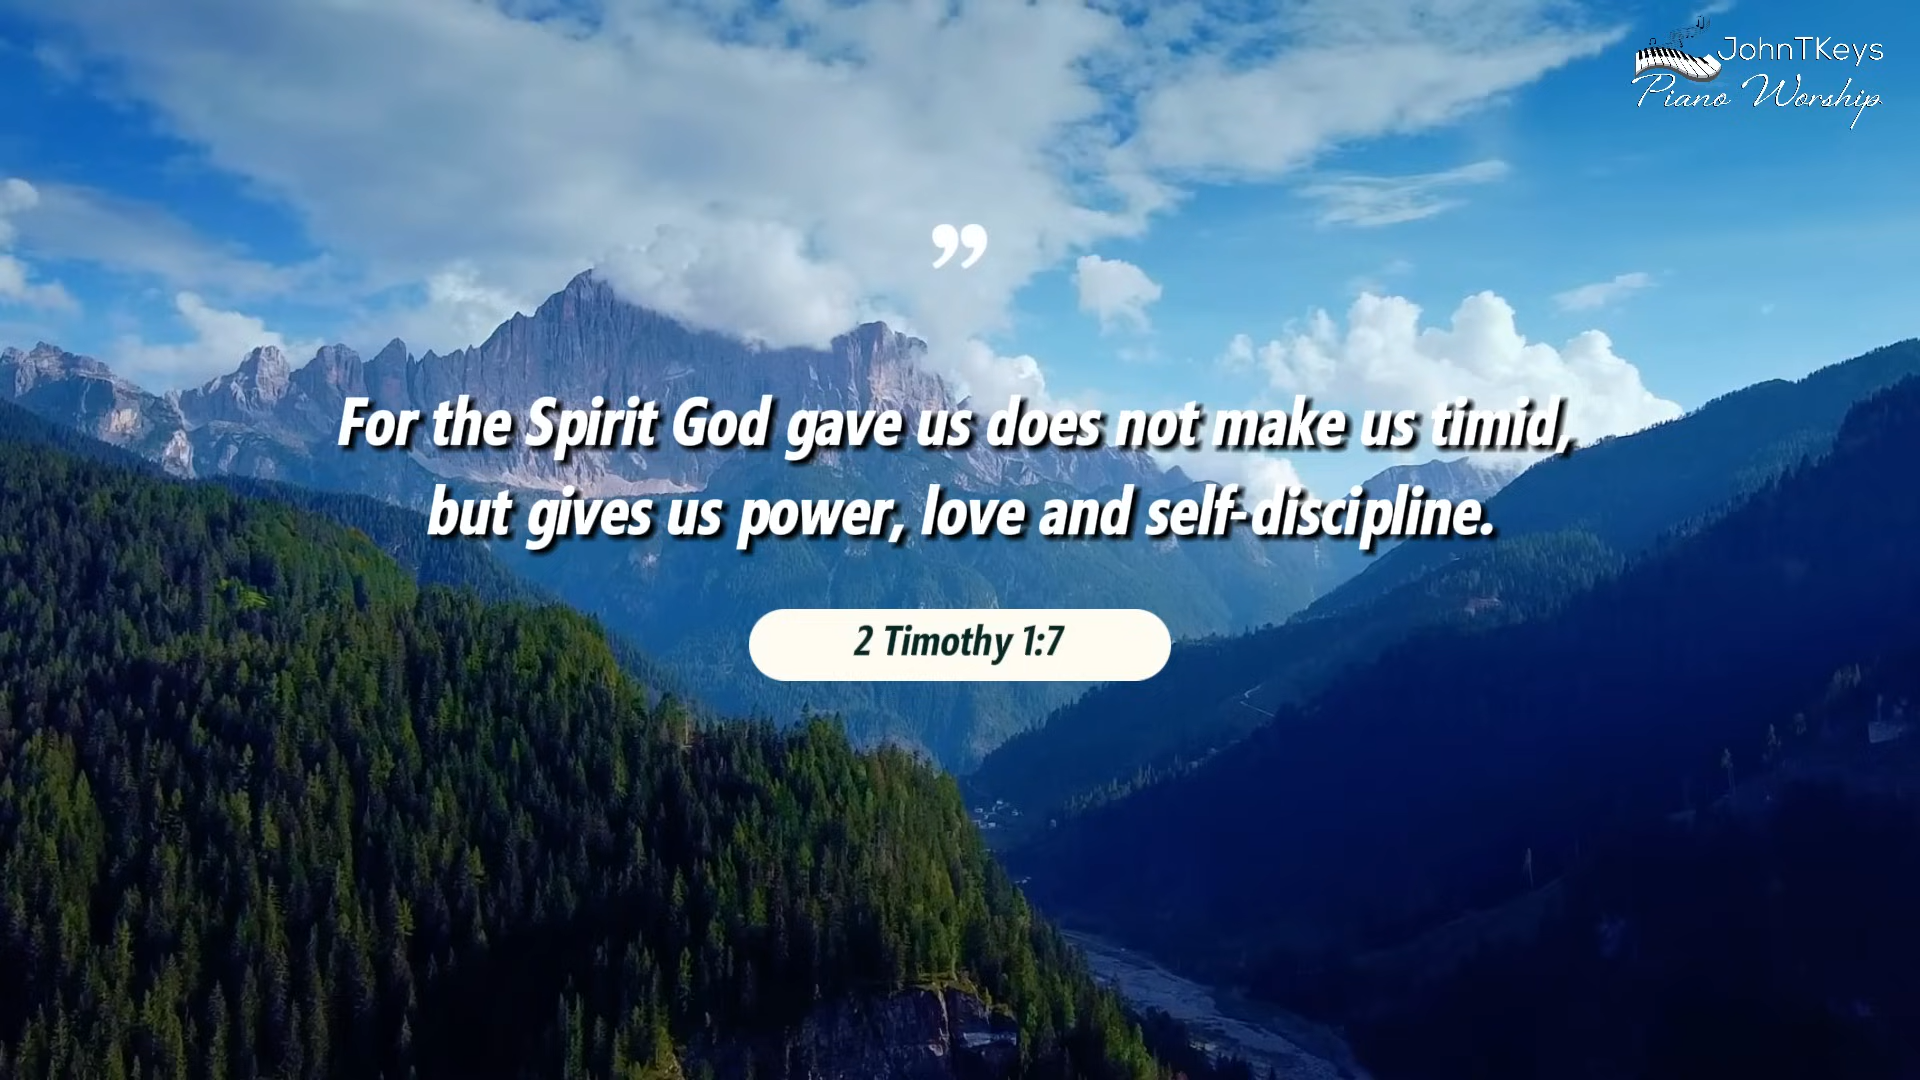 JohnTKeys
Piano Worship
”
For the Spirit God gave us does not make us timid,
but gives us power, love and self-discipline.
2 Timothy 1:7